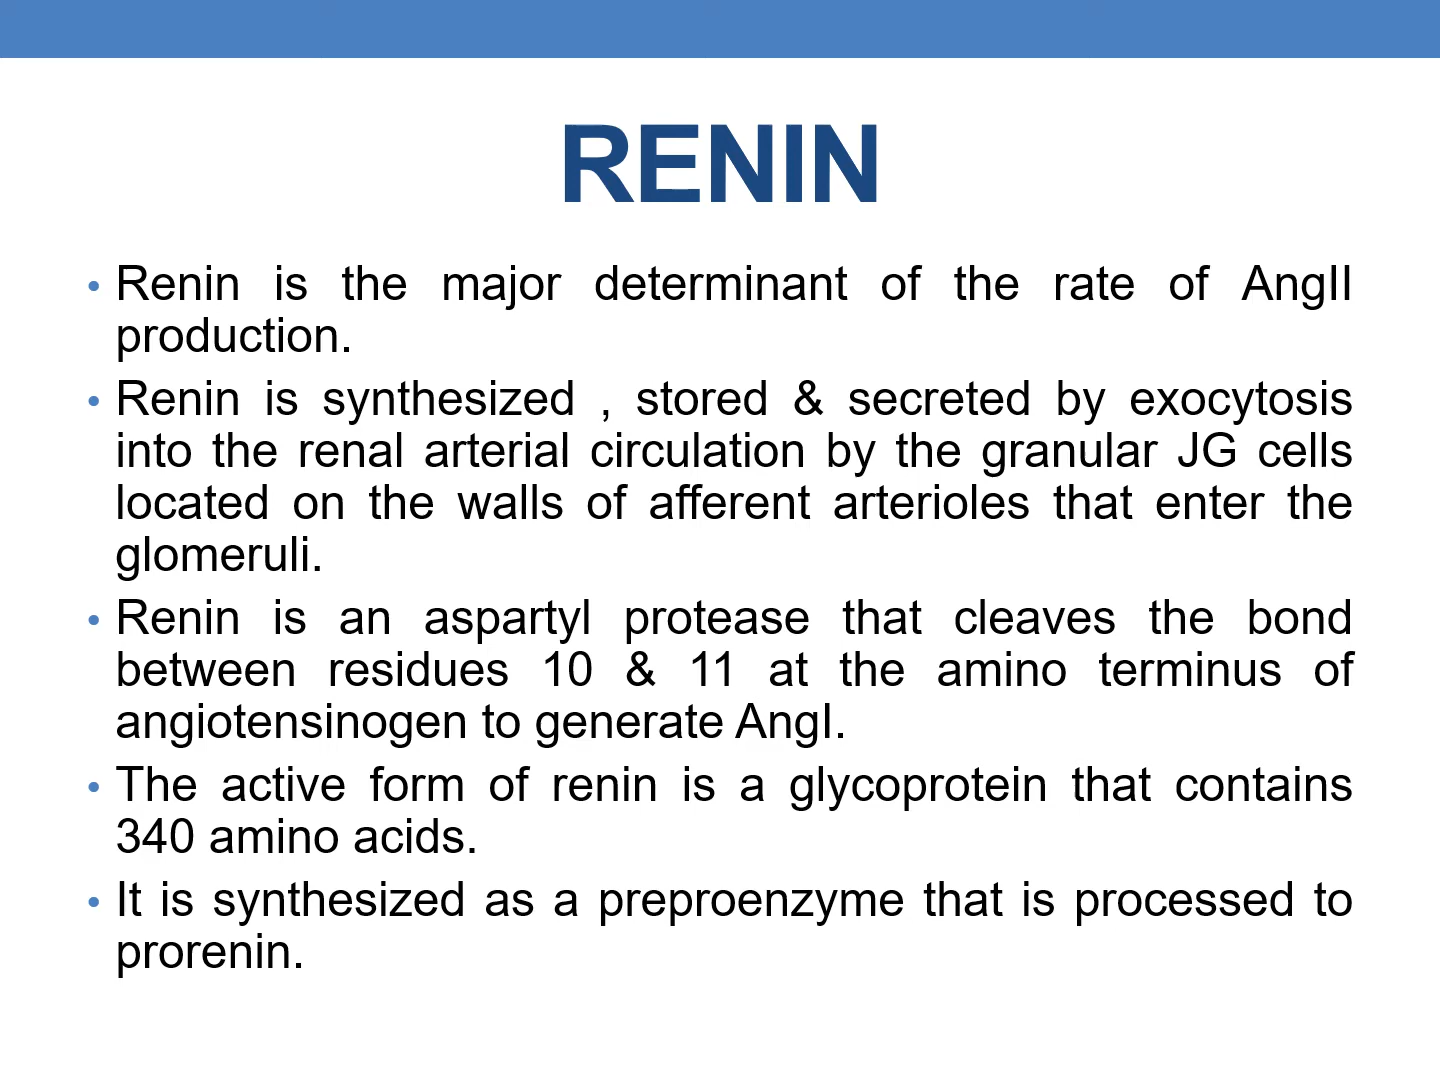 RENIN
• Renin is the major determinant of the rate of AngII
production.
• Renin is synthesized , stored & secreted by exocytosis
into the renal arterial circulation by the granular JG cells
located on the walls of afferent arterioles that enter the
glomeruli.
• Renin is an aspartyl protease that cleaves the bond
between residues 10 & 11 at the amino terminus of
angiotensinogen to generate AngI.
• The active form of renin is a glycoprotein that contains
340 amino acids.
• It is synthesized as a preproenzyme that is processed to
prorenin.